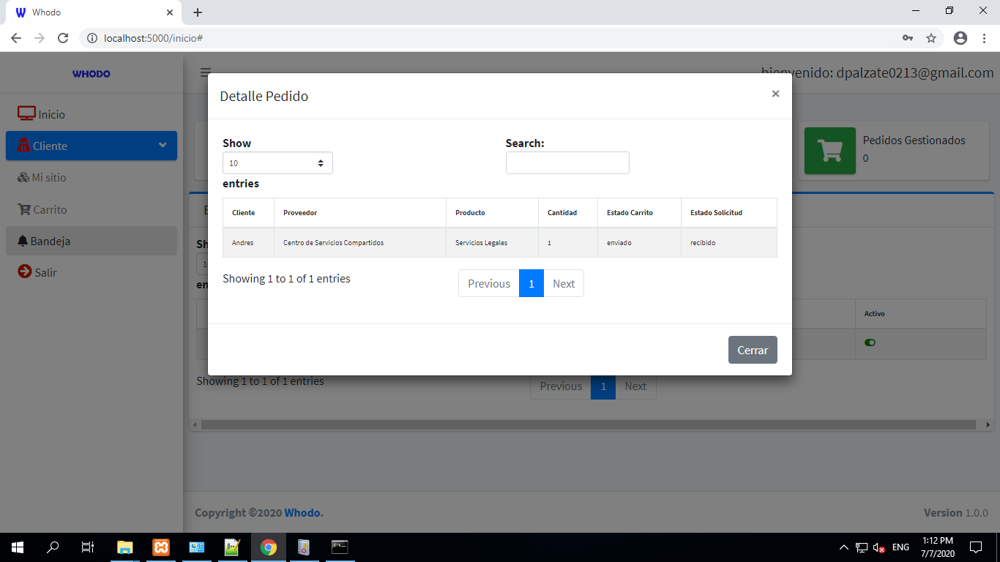 Whodo
localhost:5000/inicio#
WHODO
bienvenido: dpalzate0213@gmail.com
Inicio
Cliente
Mi sitio
Carrito
Bandeja
Salir
Pedidos Gestionados
0
Detalle Pedido
×
Show
Search:
10
entries
Cliente Proveedor Producto Cantidad Estado Carrito Estado Solicitud
Andres Centro de Servicios Compartidos Servicios Legales 1 enviado recibido
Showing 1 to 1 of 1 entries
Previous 1 Next
Cerrar
Activo
Showing 1 to 1 of 1 entries
Previous 1 Next
Copyright ©2020 Whodo.
Version 1.0.0
ENG
1:12 PM
7/7/2020